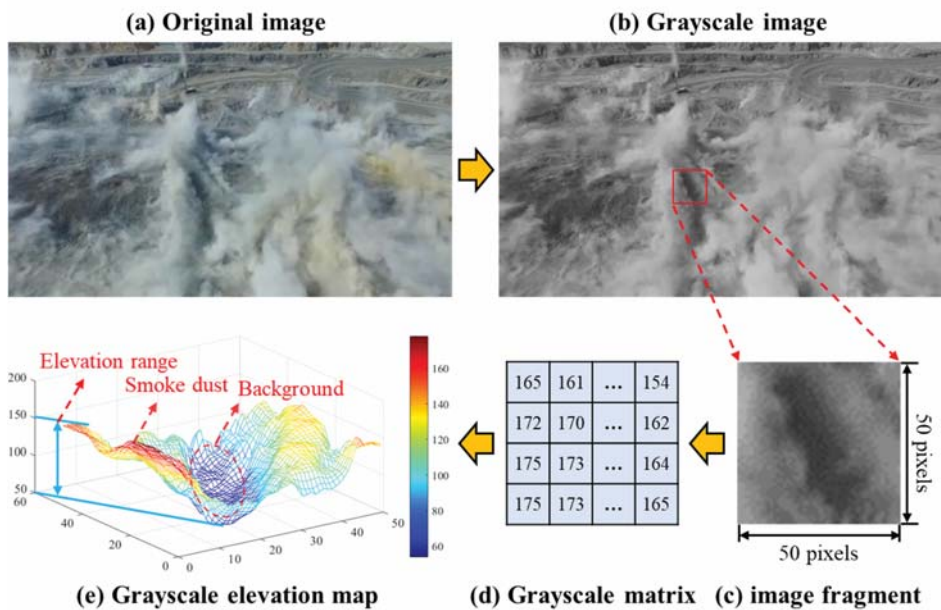 (a) Original image
(b) Grayscale image
Elevation range
Smoke dust
Background
200
150
100
50
60
40
20
0
0
10
20
30
40
50
160
140
120
100
80
60
165 161 ... 154
172 170 ... 162
175 173 ... 164
175 173 ... 165
50 pixels
50 pixels
(e) Grayscale elevation map
(d) Grayscale matrix
(c) image fragment